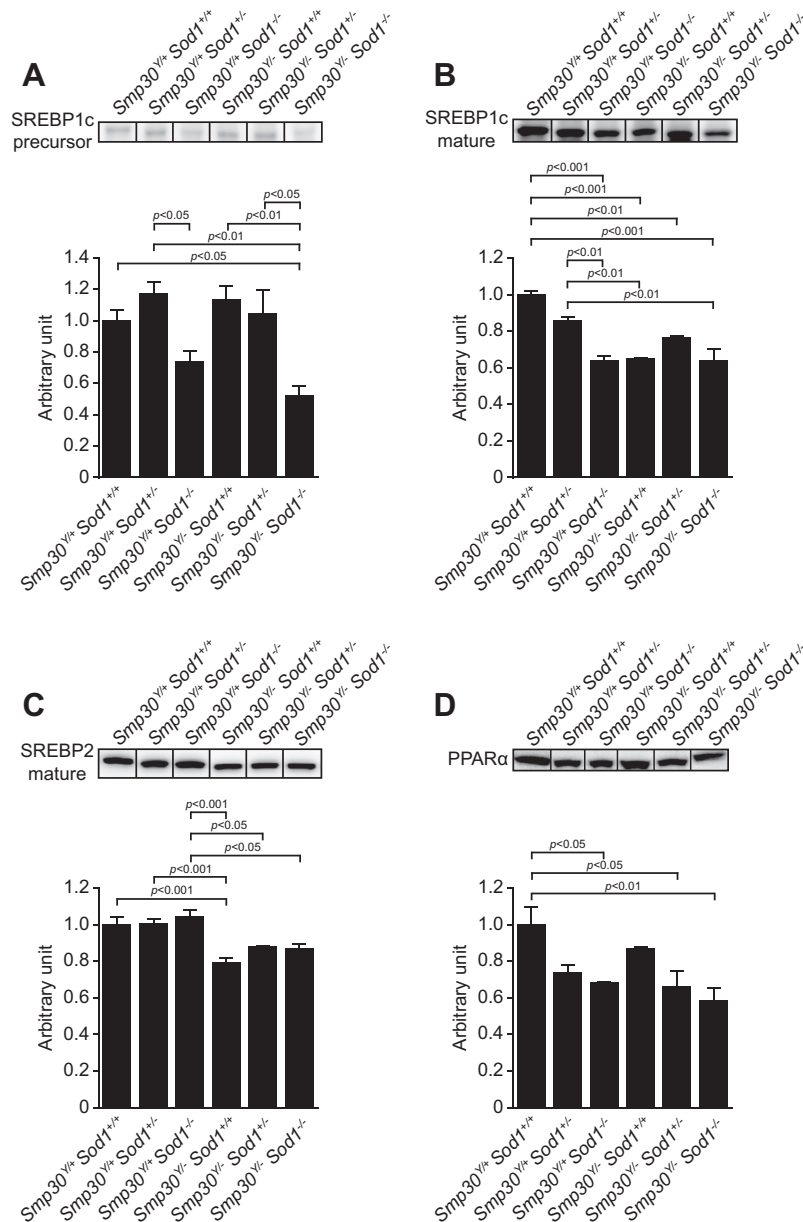 A
Smp30Y/+ Sod1+/+
Smp30Y/+ Sod1+/-
Smp30Y/+ Sod1-/-
Smp30Y/- Sod1+/+
Smp30Y/- Sod1+/-
Smp30Y/- Sod1-/-
SREBP1c
precursor
p<0.05
p<0.05
p<0.01
p<0.01
p<0.05
Arbitrary unit
1.4
1.2
1.0
0.8
0.6
0.4
0.2
0
Smp30Y/+ Sod1+/+
Smp30Y/+ Sod1+/-
Smp30Y/+ Sod1-/-
Smp30Y/- Sod1+/+
Smp30Y/- Sod1+/-
Smp30Y/- Sod1-/-
B
Smp30Y/+ Sod1+/+
Smp30Y/+ Sod1+/-
Smp30Y/+ Sod1-/-
Smp30Y/- Sod1+/+
Smp30Y/- Sod1+/-
Smp30Y/- Sod1-/-
SREBP1c
mature
p<0.001
p<0.001
p<0.01
p<0.001
p<0.01
p<0.01
p<0.01
Arbitrary unit
1.2
1.0
0.8
0.6
0.4
0.2
0
Smp30Y/+ Sod1+/+
Smp30Y/+ Sod1+/-
Smp30Y/+ Sod1-/-
Smp30Y/- Sod1+/+
Smp30Y/- Sod1+/-
Smp30Y/- Sod1-/-
C
Smp30Y/+ Sod1+/+
Smp30Y/+ Sod1+/-
Smp30Y/+ Sod1-/-
Smp30Y/- Sod1+/+
Smp30Y/- Sod1+/-
Smp30Y/- Sod1-/-
SREBP2
mature
p<0.001
p<0.05
p<0.05
p<0.001
p<0.001
Arbitrary unit
1.2
1.0
0.8
0.6
0.4
0.2
0
Smp30Y/+ Sod1+/+
Smp30Y/+ Sod1+/-
Smp30Y/+ Sod1-/-
Smp30Y/- Sod1+/+
Smp30Y/- Sod1+/-
Smp30Y/- Sod1-/-
D
Smp30Y/+ Sod1+/+
Smp30Y/+ Sod1+/-
Smp30Y/+ Sod1-/-
Smp30Y/- Sod1+/+
Smp30Y/- Sod1+/-
Smp30Y/- Sod1-/-
PPARα
p<0.05
p<0.05
p<0.01
Arbitrary unit
1.2
1.0
0.8
0.6
0.4
0.2
0
Smp30Y/+ Sod1+/+
Smp30Y/+ Sod1+/-
Smp30Y/+ Sod1-/-
Smp30Y/- Sod1+/+
Smp30Y/- Sod1+/-
Smp30Y/- Sod1-/-